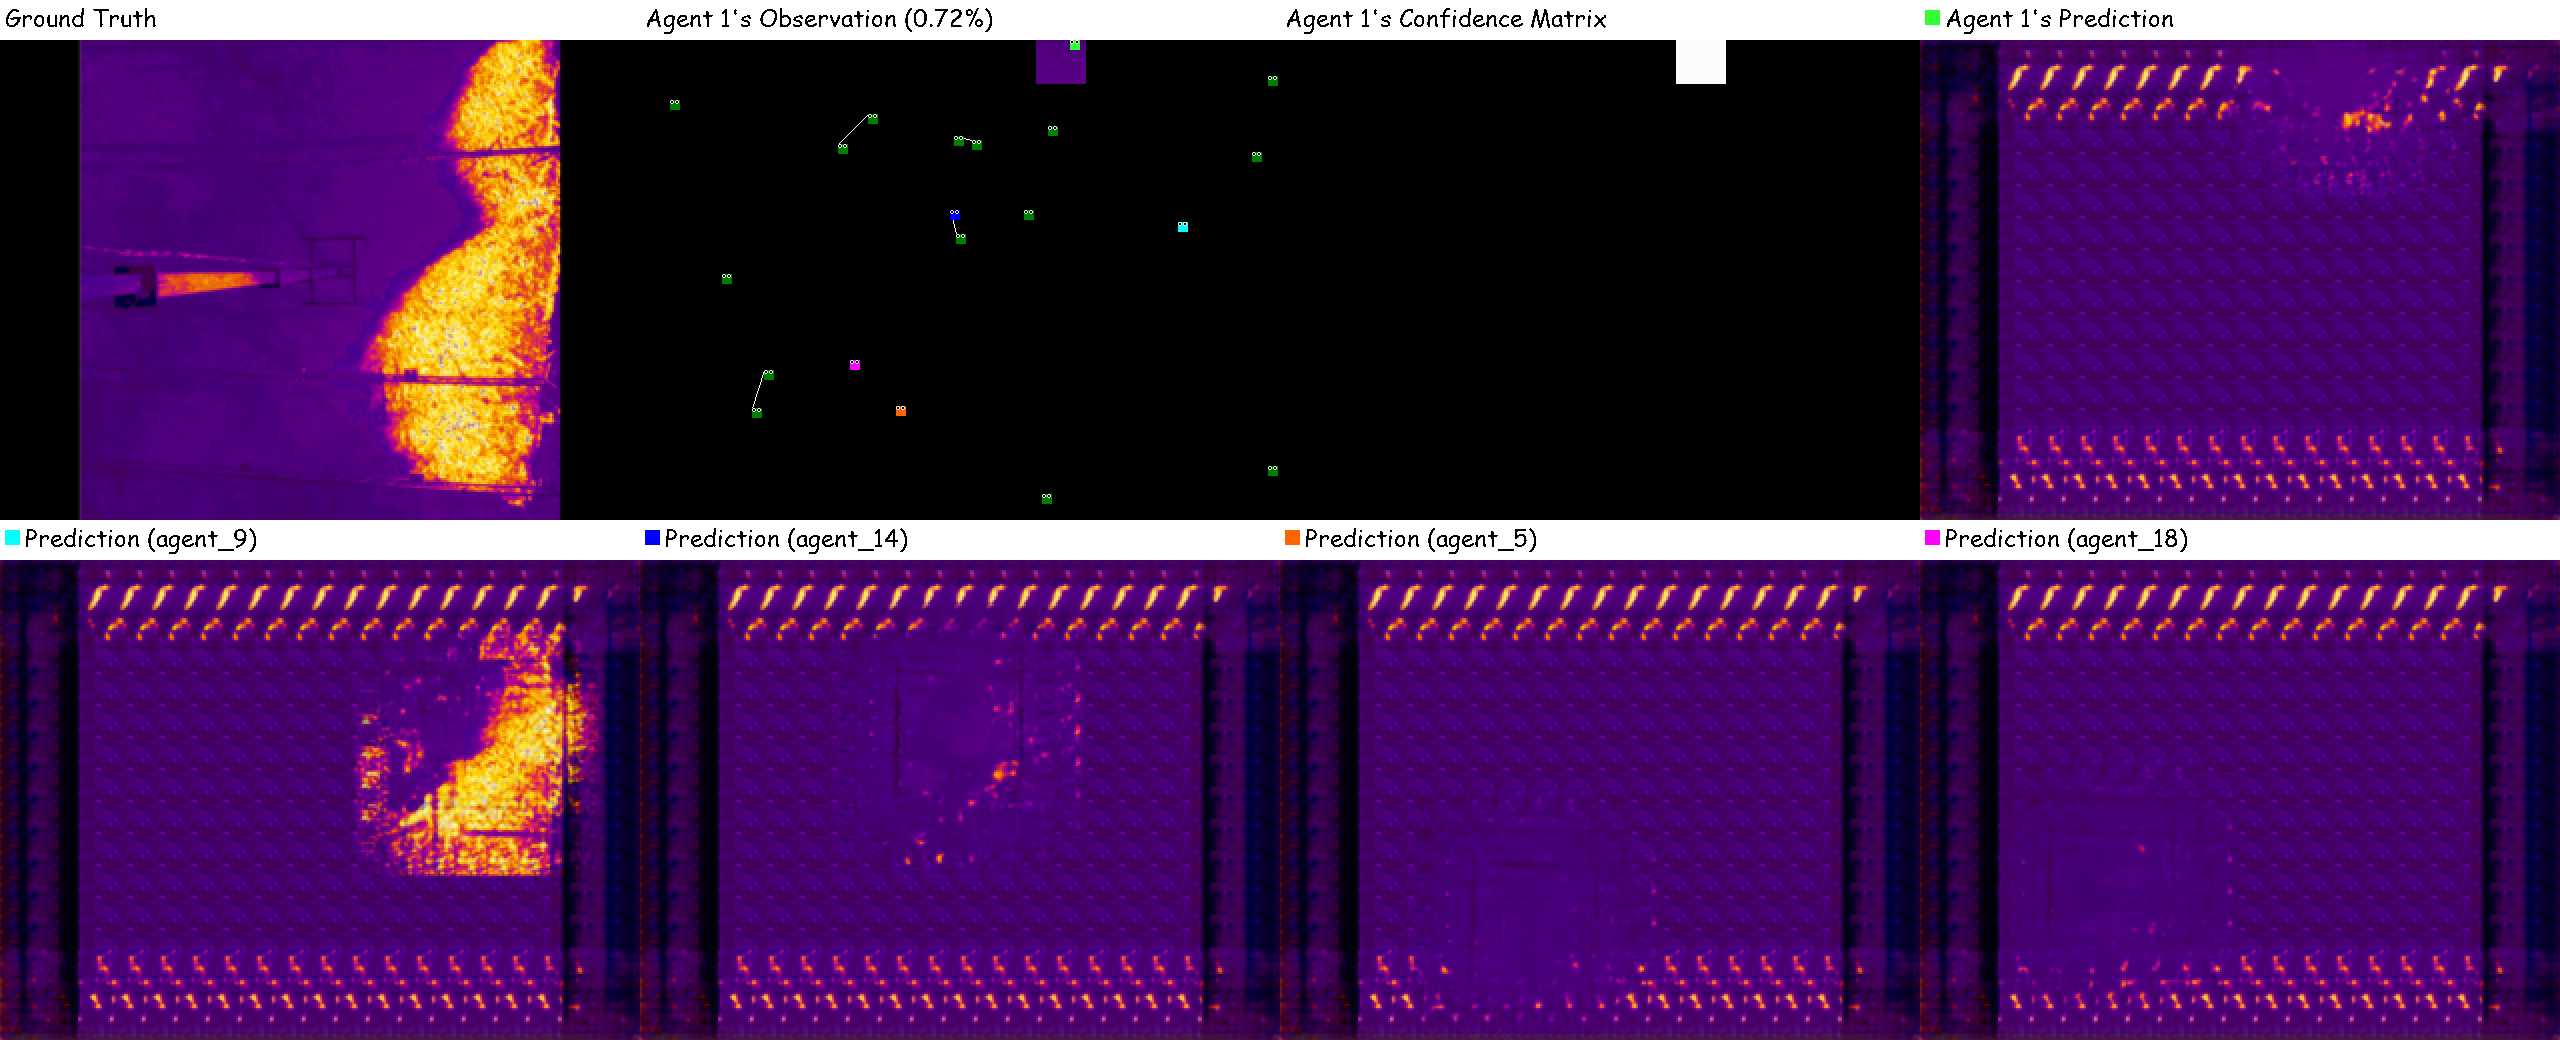 Ground Truth
Agent 1's Observation (0.72%)
Agent 1's Confidence Matrix
Agent 1's Prediction
Prediction (agent_9)
Prediction (agent_14)
Prediction (agent_5)
Prediction (agent_18)